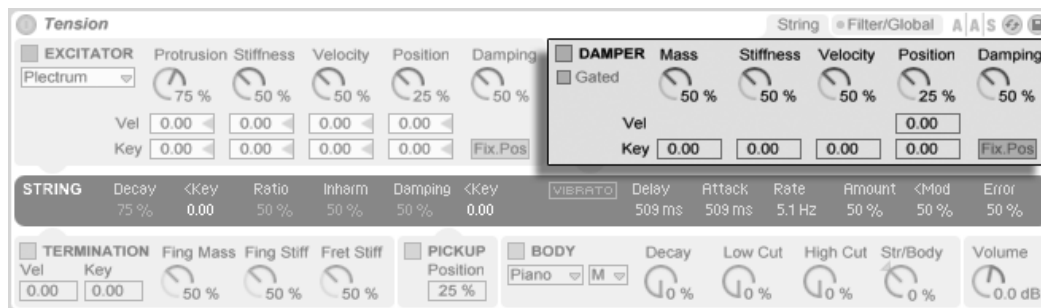 Tension String Filter/Global A A S
EXCITATOR Protrusion Stiffness Velocity Position Damping
Plectrum 75 % 50 % 50 % 25 % 50 %
Vel 0.00 0.00 0.00 0.00
Key 0.00 0.00 0.00 0.00 Fix.Pos
DAMPER Mass Stiffness Velocity Position Damping
Gated 50 % 50 % 50 % 25 % 50 %
Vel 0.00
Key 0.00 0.00 0.00 0.00 Fix.Pos
STRING Decay <Key Ratio Inharm Damping <Key VIBRATO Delay Attack Rate Amount <Mod Error
75 % 0.00 50 % 50 % 50 % 0.00 509 ms 509 ms 5.1 Hz 50 % 50 % 50 %
TERMINATION Fing Mass Fing Stiff Fret Stiff
Vel Key
0.00 0.00 50 % 50 % 50 %
PICKUP
Position
25 %
BODY Decay Low Cut High Cut Str/Body Volume
Piano M 0 % 0 % 0 % 0 % 0.0 dB